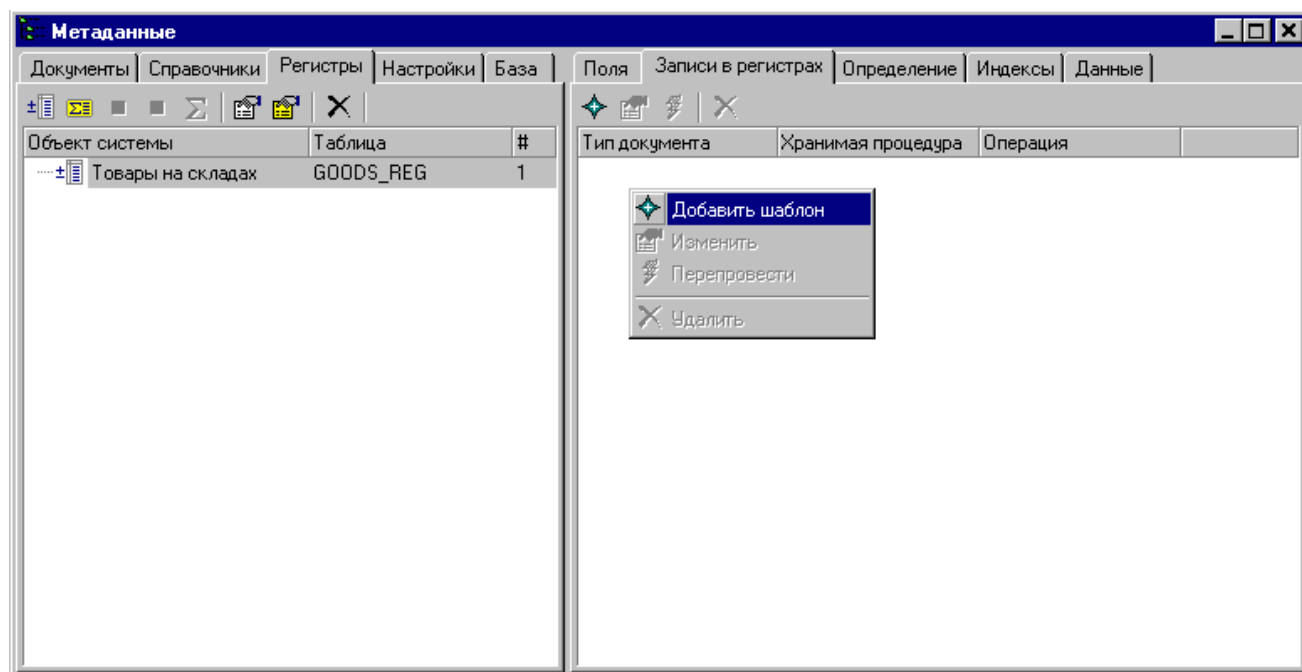 Метаданные
Документы Справочники Регистры Настройки База Поля Записи в регистрах Определение Индексы Данные
Объект системы Таблица # Тип документа Хранимая процедура Операция
Товары на складах GOODS_REG 1
Добавить шаблон
Изменить
Перепровести
Удалить